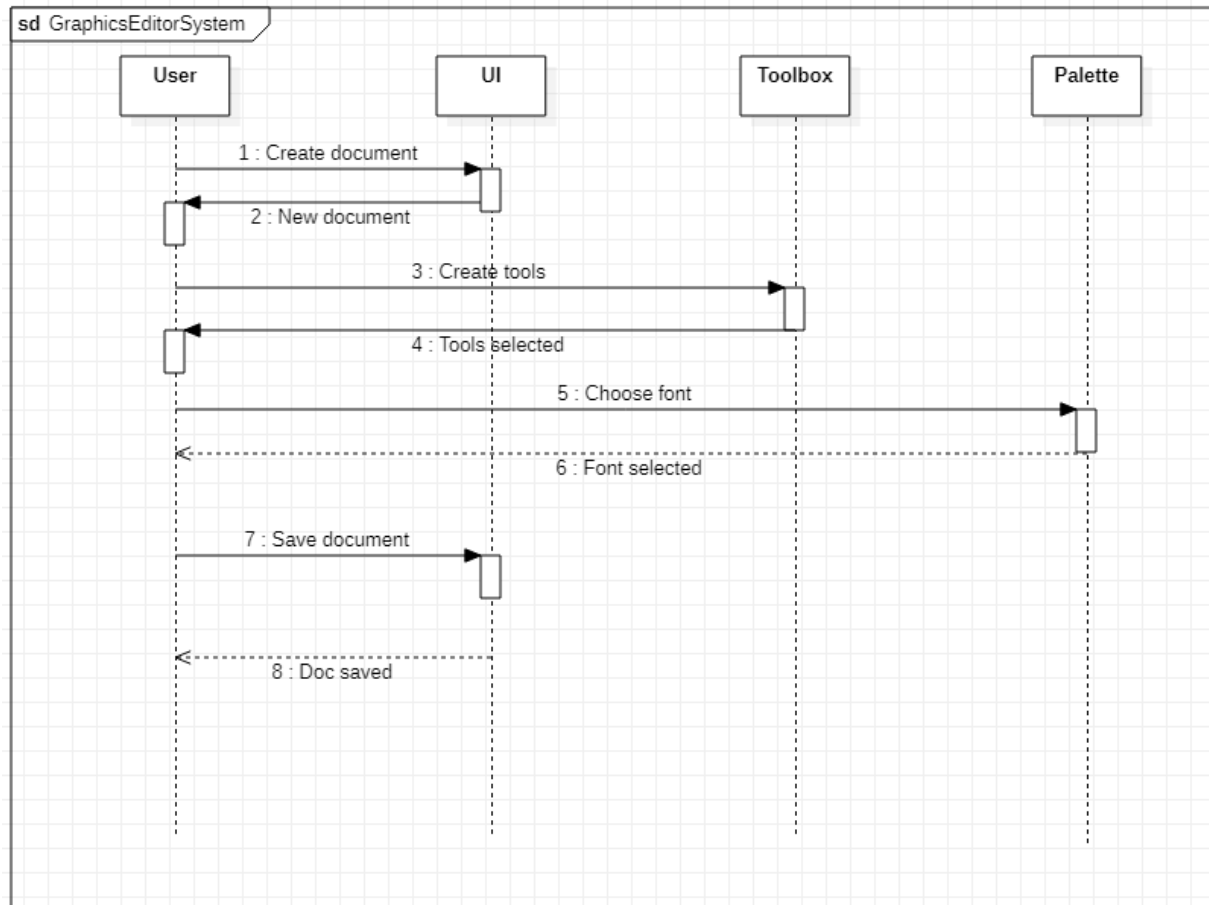 sd GraphicsEditorSystem
User
UI
Toolbox
Palette
1 : Create document
2 : New document
3 : Create tools
4 : Tools selected
5 : Choose font
6 : Font selected
7 : Save document
8 : Doc saved